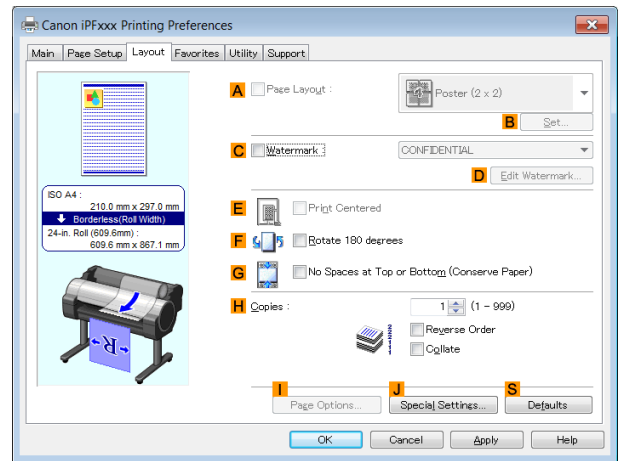 Canon iPFxxx Printing Preferences
Main Page Setup Layout Favorites Utility Support
A Page Layout : Poster (2 x 2)
B Set...
C Watermark : CONFIDENTIAL
D Edit Watermark...
ISO A4 :
210.0 mm x 297.0 mm
Borderless(Roll Width)
24-in. Roll (609.6mm) :
609.6 mm x 867.1 mm
E Print Centered
F Rotate 180 degrees
G No Spaces at Top or Bottom (Conserve Paper)
H Copies : 1 (1 - 999)
Reverse Order
Collate
R
I J S
Page Options... Special Settings... Defaults
OK Cancel Apply Help